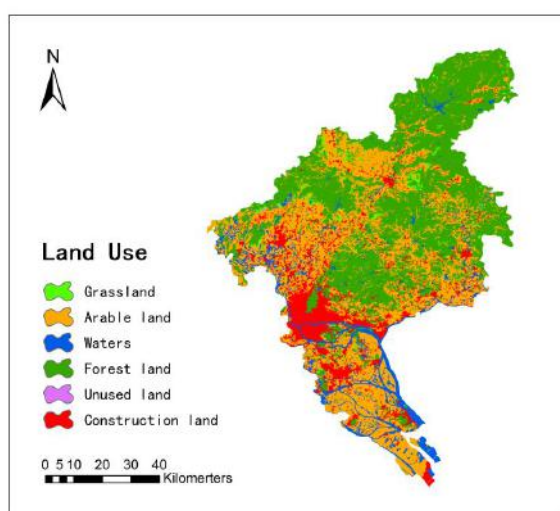 N
Land Use
Grassland
Arable land
Waters
Forest land
Unused land
Construction land
0 5 10 20 30 40
Kilomerters